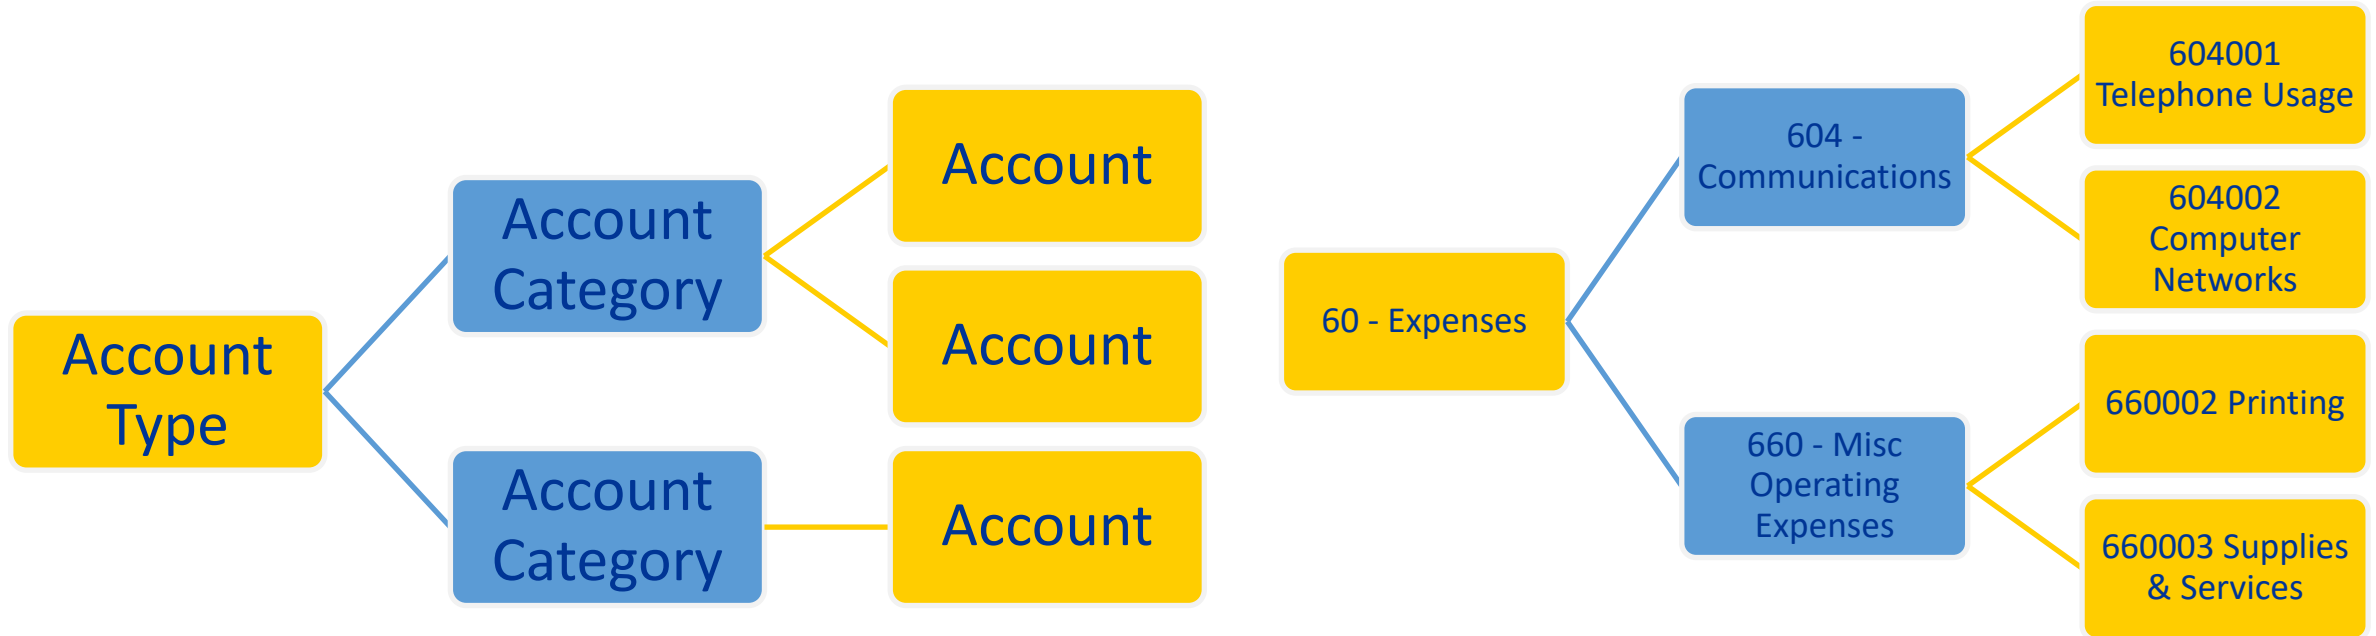 Account
Type
Account
Category
Account
Category
Account
Account
Account
60 - Expenses
604 -
Communications
660 - Misc
Operating
Expenses
604001
Telephone Usage
604002
Computer
Networks
660002 Printing
660003 Supplies
& Services